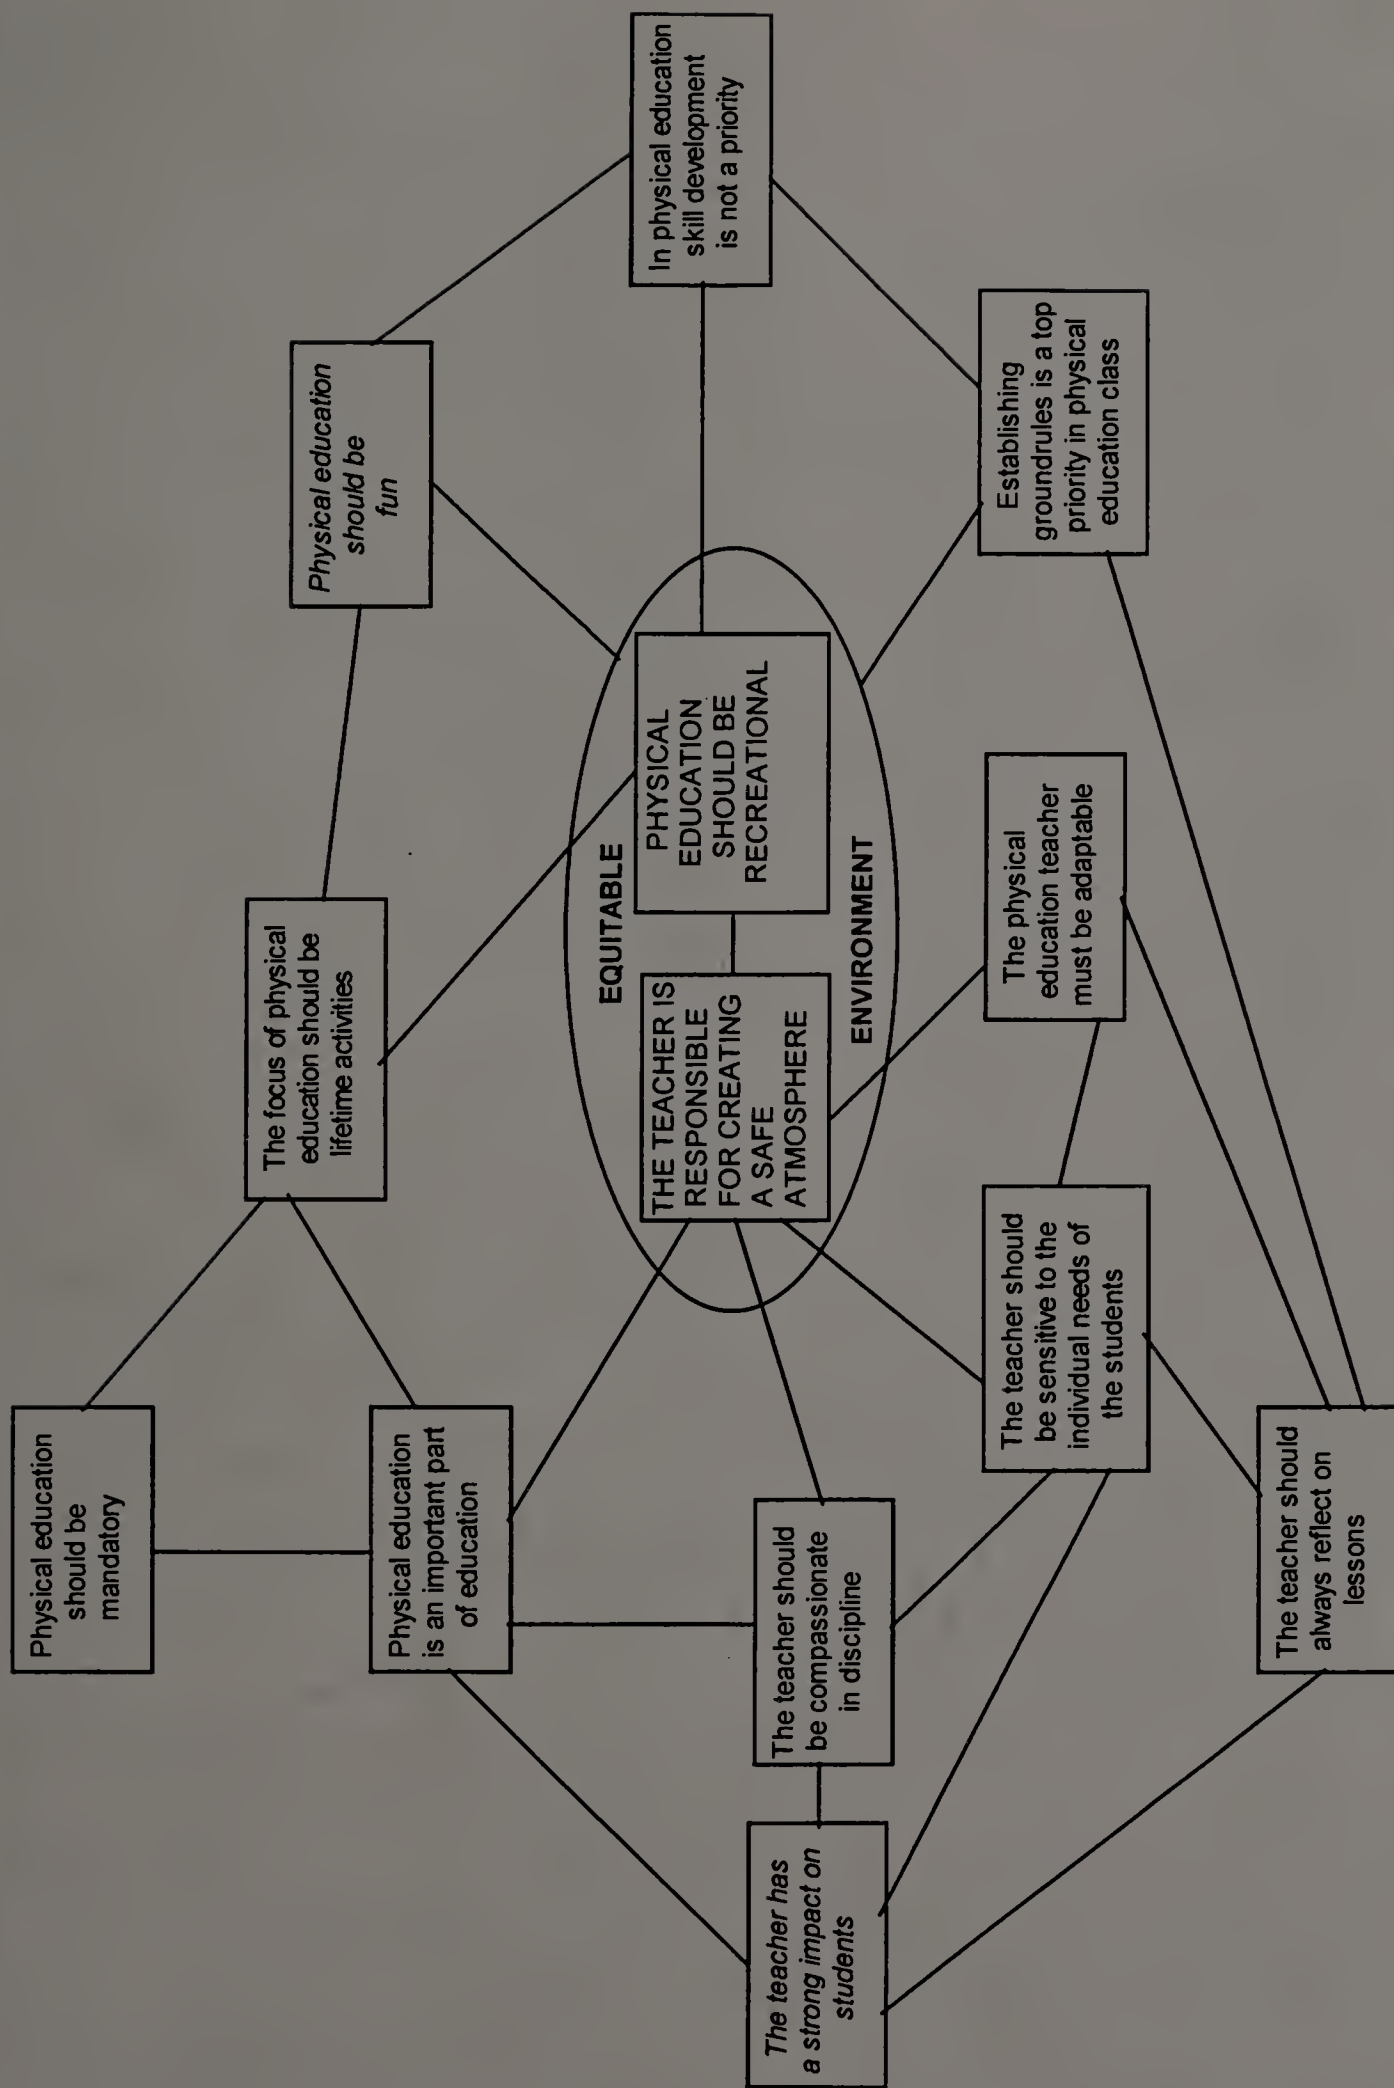 Physical education
should be
mandatory
The focus of physical
education should be
lifetime activities
Physical education
should be
fun
Physical education
is an important part
of education
In physical education
skill development
is not a priority
EQUITABLE
THE TEACHER IS
RESPONSIBLE
FOR CREATING
A SAFE
ATMOSPHERE
PHYSICAL
EDUCATION
SHOULD BE
RECREATIONAL
ENVIRONMENT
The teacher has
a strong impact on
students
The teacher should
be compassionate
in discipline
The teacher should
be sensitive to the
individual needs of
the students
The physical
education teacher
must be adaptable
Establishing
groundrules is a top
priority in physical
education class
The teacher should
always reflect on
lessons